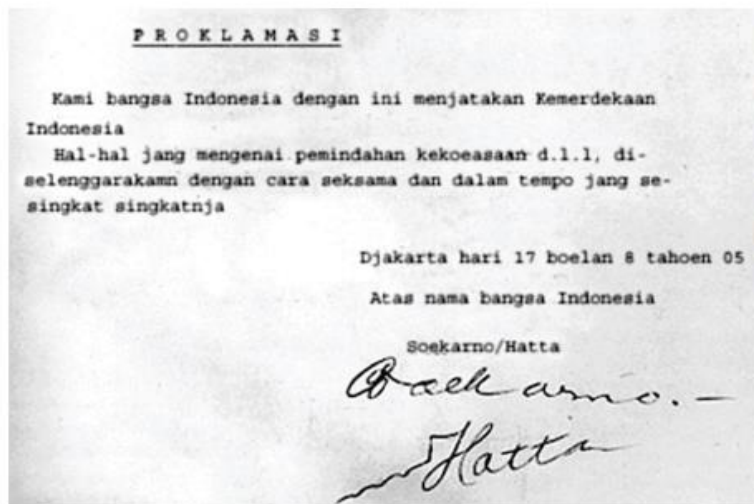 P R O K L A M A S I
Kami bangsa Indonesia dengan ini menjatakan Kemerdekaan
Indonesia
Hal-hal jang mengenai pemindahan kekoeasaan d.l.l, di-
selenggarakamn dengan cara seksama dan dalam tempo jang se-
singkat singkatnja
Djakarta hari 17 boelan 8 tahoen 05
Atas nama bangsa Indonesia
Soekarno/Hatta
Soekarno.—
Hatta